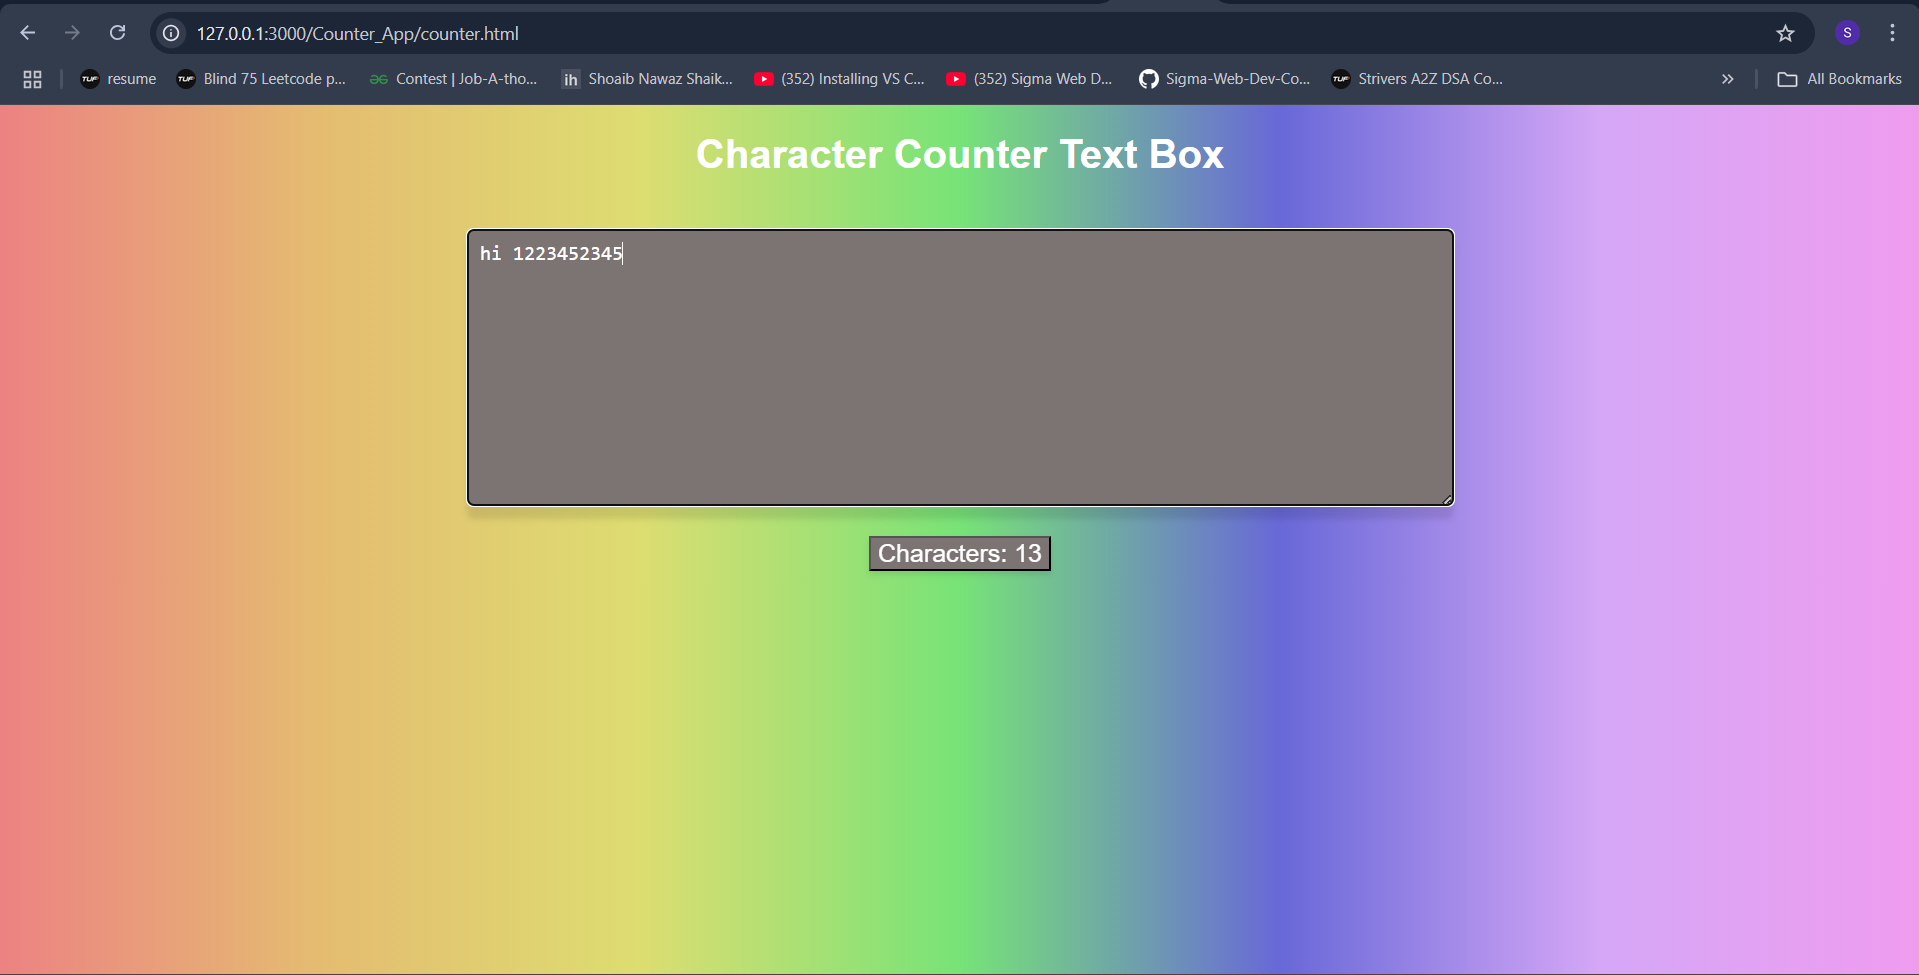 127.0.0.1:3000/Counter_App/counter.html
S
resume
Blind 75 Leetcode p...
Contest | Job-A-tho...
ih Shoaib Nawaz Shaik...
(352) Installing VS C...
(352) Sigma Web D...
Sigma-Web-Dev-Co...
Strivers A2Z DSA Co...
All Bookmarks
Character Counter Text Box
hi 1223452345
Characters: 13